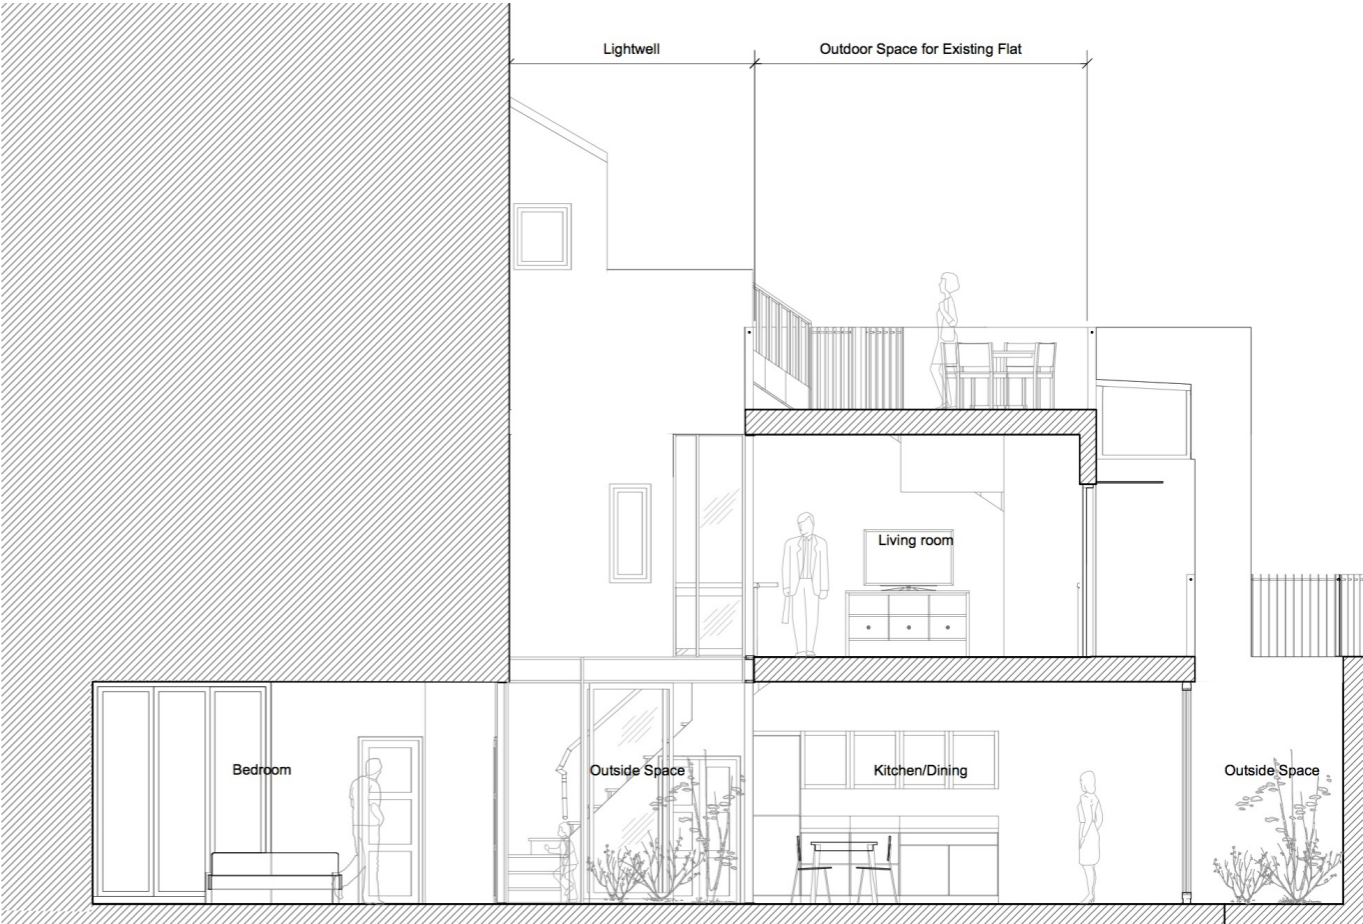 Lightwell
Outdoor Space for Existing Flat
Living room
Bedroom
Outside Space
Kitchen/Dining
Outside Space